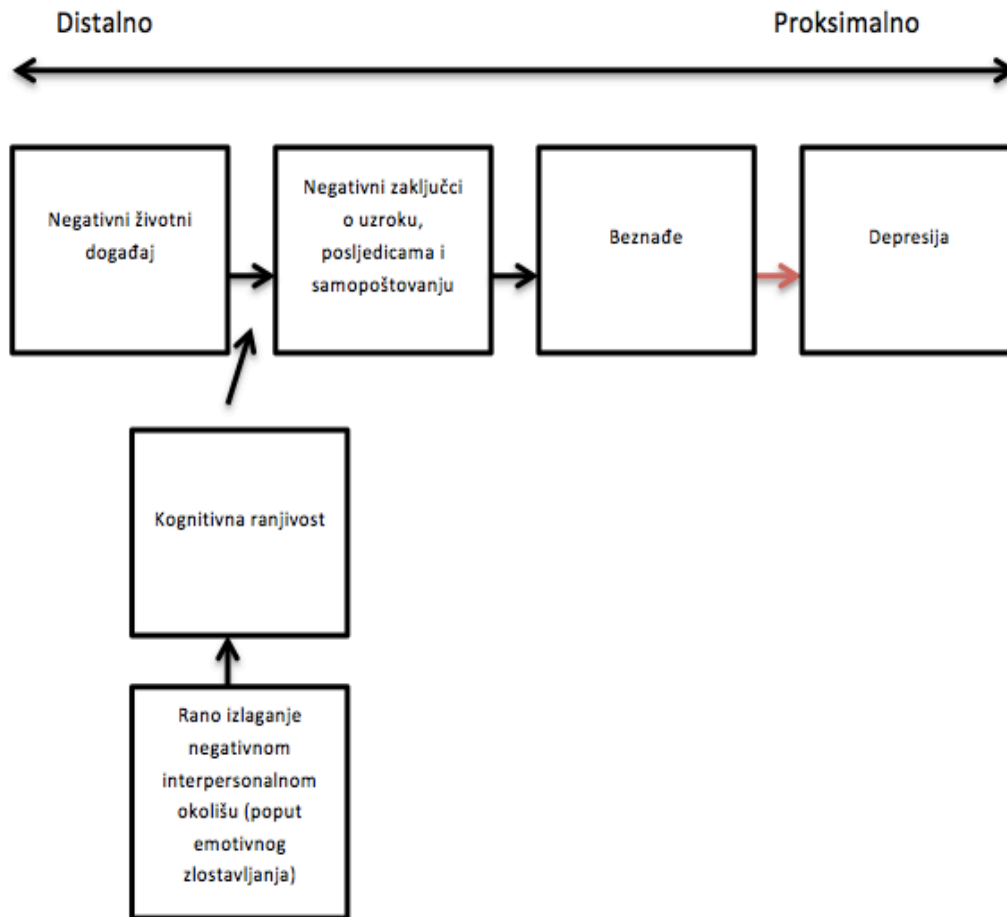 Distalno
Proksimalno
Negativni životni
događaj
Negativni zaključci
o uzroku,
posljedicama i
samopoštovanju
Beznađe
Depresija
Kognitivna ranjivost
Rano izlaganje
negativnom
interpersonalnom
okolišu (poput
emotivnog
zlostavljanja)